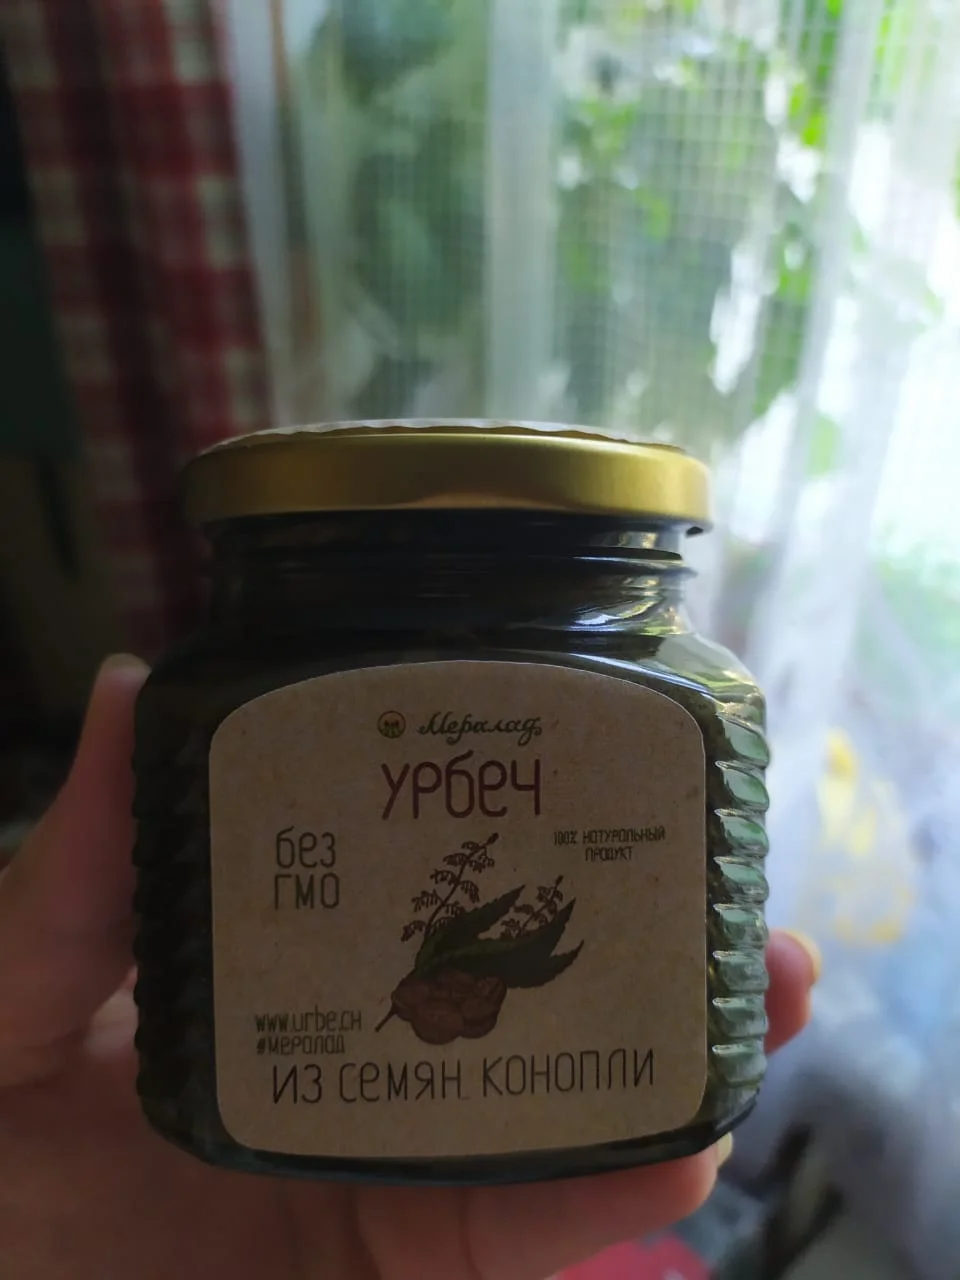 Мералад
урбеч
без
ГМО
100% натуральный
продукт
www.urbe.ch
#мералад
из семян конопли